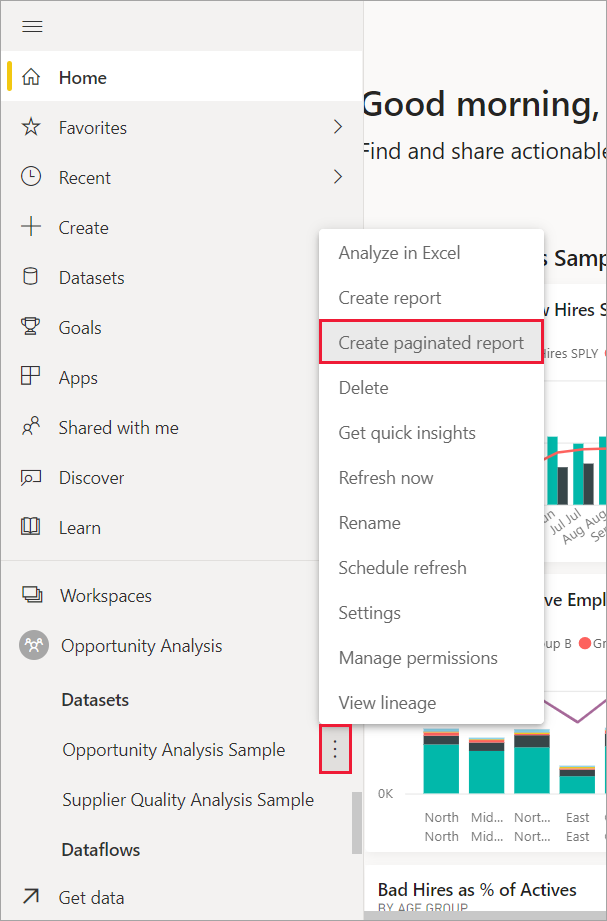 Home
Favorites
Recent
Create
Datasets
Goals
Apps
Shared with me
Discover
Learn
Workspaces
Opportunity Analysis
Datasets
Opportunity Analysis Sample
Supplier Quality Analysis Sample
Dataflows
Get data
Analyze in Excel
Create report
Create paginated report
Delete
Get quick insights
Refresh now
Rename
Schedule refresh
Settings
Manage permissions
View lineage
Good morning,
Find and share actionable
s Samp
Hires S
Hires SPLY
Jul Jul
Aug Aug
ve Emplo
up B Gr
0K
North Mid... Nort... East
North Mid... Nort... East
Bad Hires as % of Actives
BY AGE GROUP